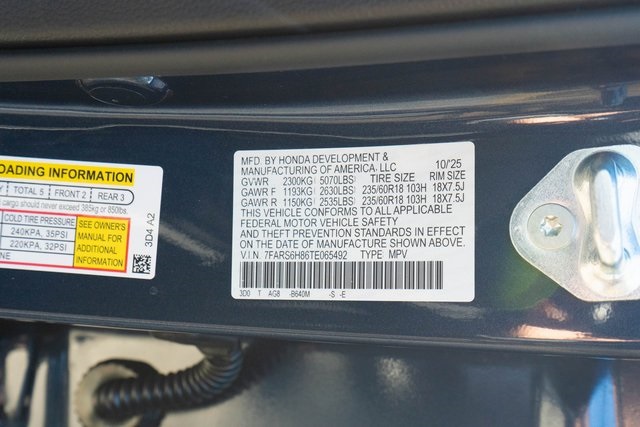 OADING INFORMATION
Y TOTAL 5 FRONT 2 REAR 3
cargo should never exceed 385kg or 850lbs.
COLD TIRE PRESSURE
240KPA, 35PSI
220KPA, 32PSI
NE
SEE OWNER'S
MANUAL FOR
ADDITIONAL
INFORMATION
3D4 A2
MFD. BY HONDA DEVELOPMENT & 10/25
MANUFACTURING OF AMERICA, LLC
GVWR 2300KG 5070LBS TIRE SIZE RIM SIZE
GAWR F 1193KG 2630LBS 235/60R18 103H 18X7.5J
GAWR R 1150KG 2535LBS 235/60R18 103H 18X7.5J
THIS VEHICLE CONFORMS TO ALL APPLICABLE
FEDERAL MOTOR VEHICLE SAFETY
AND THEFT PREVENTION STANDARDS IN EFFECT
ON THE DATE OF MANUFACTURE SHOWN ABOVE.
V.I.N. 7FARS6H86TE065492 TYPE MPV
3D0 T AG8 -B640M -S -E